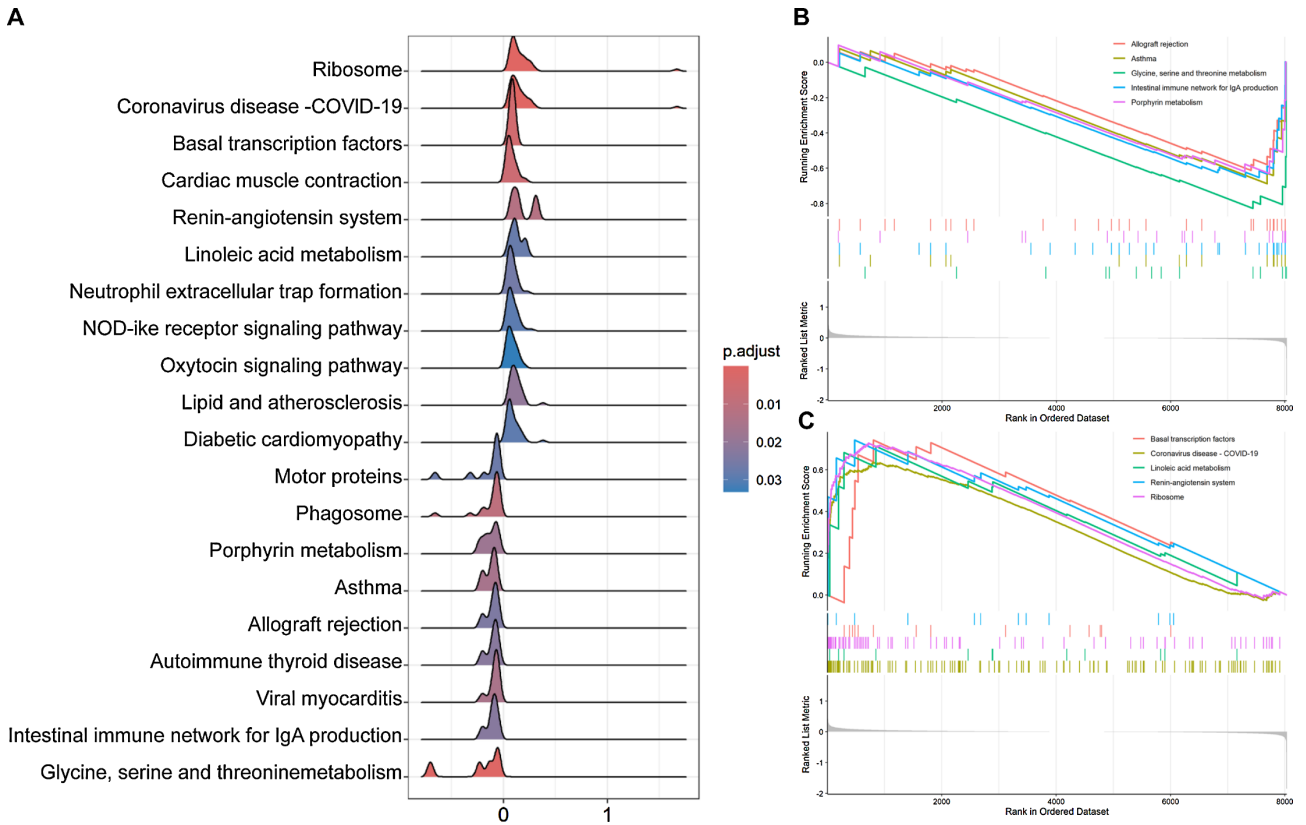 A
Ribosome
Coronavirus disease -COVID-19
Basal transcription factors
Cardiac muscle contraction
Renin-angiotensin system
Linoleic acid metabolism
Neutrophil extracellular trap formation
NOD-ike receptor signaling pathway
Oxytocin signaling pathway
Lipid and atherosclerosis
Diabetic cardiomyopathy
Motor proteins
Phagosome
Porphyrin metabolism
Asthma
Allograft rejection
Autoimmune thyroid disease
Viral myocarditis
Intestinal immune network for IgA production
Glycine, serine and threoninemetabolism
0 1
p.adjust
0.01
0.02
0.03
B
Running Enrichment Score
0.0
-0.2
-0.4
-0.6
-0.8
Allograft rejection
Asthma
Glycine, serine and threonine metabolism
Intestinal immune network for IgA production
Porphyrin metabolism
Ranked List Metric
1
0
-1
-2
2000 4000 6000 8000
Rank in Ordered Dataset
C
Running Enrichment Score
0.6
0.4
0.2
0.0
Basal transcription factors
Coronavirus disease - COVID-19
Linoleic acid metabolism
Renin-angiotensin system
Ribosome
Ranked List Metric
1
0
-1
-2
2000 4000 6000 8000
Rank in Ordered Dataset